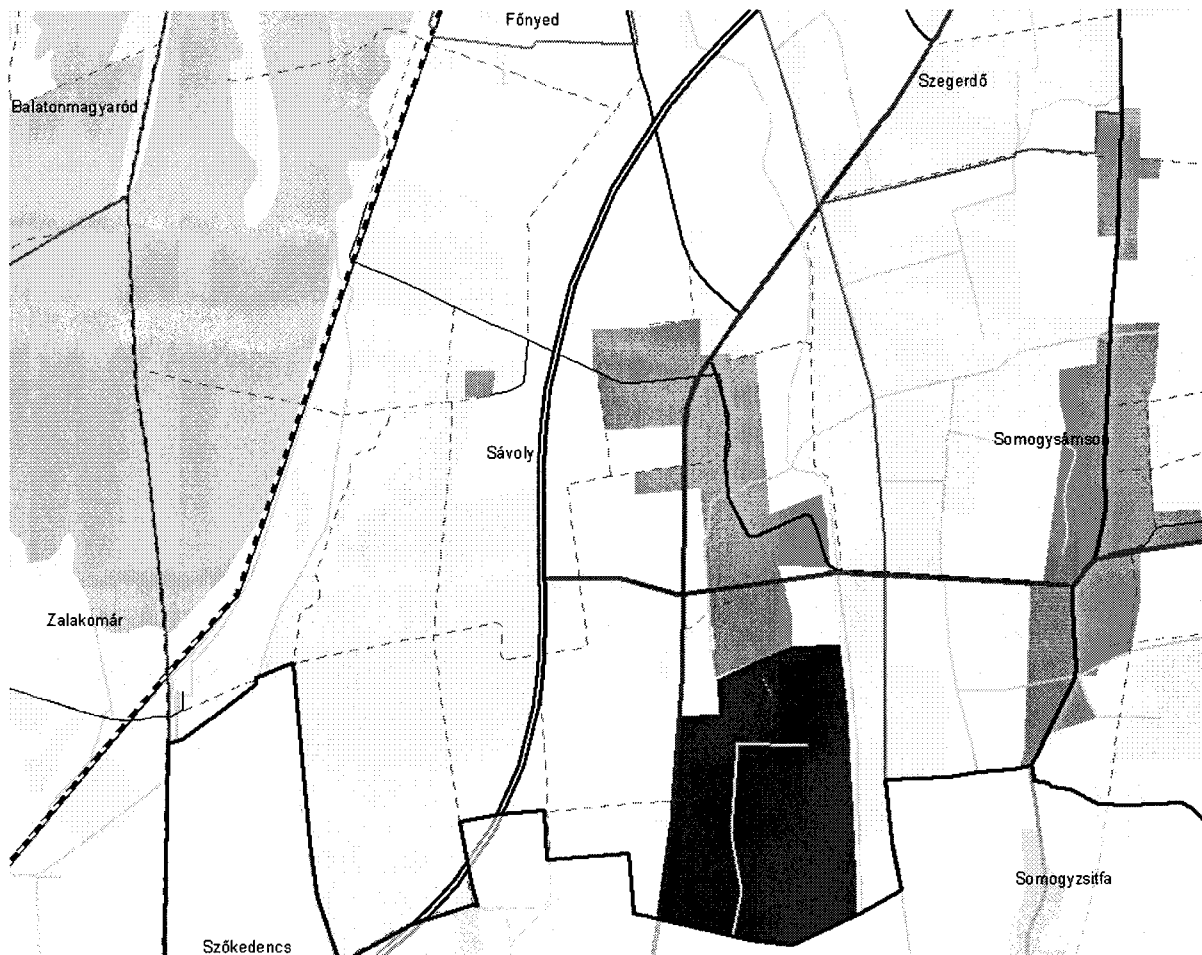 Főnyed
Szegerdő
Balatonmagyaród
Somogysámson
Sávoly
Zalakomár
Somogyzsitfa
Szőkedencs